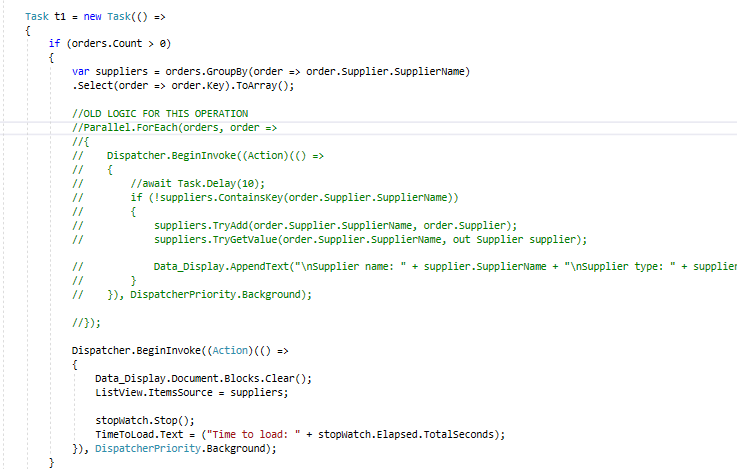 Task t1 = new Task(() =>
{
if (orders.Count > 0)
{
var suppliers = orders.GroupBy(order => order.Supplier.SupplierName)
.Select(order => order.Key).ToArray();
//OLD LOGIC FOR THIS OPERATION
//Parallel.ForEach(orders, order =>
//{
//    Dispatcher.BeginInvoke((Action)(() =>
//    {
//        //await Task.Delay(10);
//        if (!suppliers.ContainsKey(order.Supplier.SupplierName))
//        {
//            suppliers.TryAdd(order.Supplier.SupplierName, order.Supplier);
//            suppliers.TryGetValue(order.Supplier.SupplierName, out Supplier supplier);
//            Data_Display.AppendText("\nSupplier name: " + supplier.SupplierName + "\nSupplier type: " + supplier
//        }
//    }), DispatcherPriority.Background);
//});
Dispatcher.BeginInvoke((Action)(() =>
{
Data_Display.Document.Blocks.Clear();
ListView.ItemsSource = suppliers;
stopWatch.Stop();
TimeToLoad.Text = ("Time to load: " + stopWatch.Elapsed.TotalSeconds);
}), DispatcherPriority.Background);
}